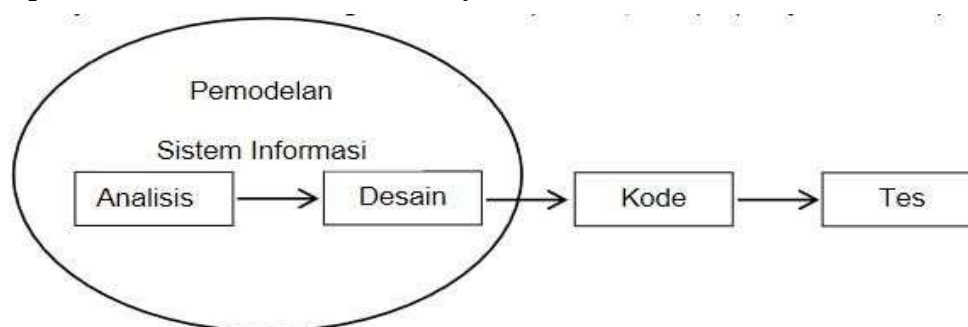 Pemodelan
Sistem Informasi
Analisis
Desain
Kode
Tes